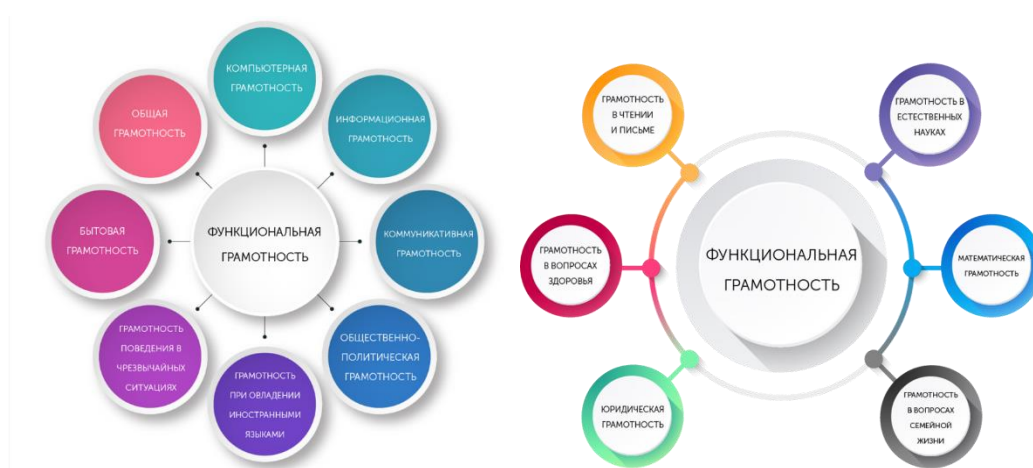 КОМПЬЮТЕРНАЯ
ГРАМОТНОСТЬ
ОБЩАЯ
ГРАМОТНОСТЬ
ИНФОРМАЦИОННАЯ
ГРАМОТНОСТЬ
БЫТОВАЯ
ГРАМОТНОСТЬ
ФУНКЦИОНАЛЬНАЯ
ГРАМОТНОСТЬ
КОММУНИКАТИВНАЯ
ГРАМОТНОСТЬ
ГРАМОТНОСТЬ
ПОВЕДЕНИЯ В
ЧРЕЗВЫЧАЙНЫХ
СИТУАЦИЯХ
ОБЩЕСТВЕННО-
ПОЛИТИЧЕСКАЯ
ГРАМОТНОСТЬ
ГРАМОТНОСТЬ
ПРИ ОВЛАДЕНИИ
ИНОСТРАННЫМИ
ЯЗЫКАМИ
ГРАМОТНОСТЬ
В ЧТЕНИИ
И ПИСЬМЕ
ГРАМОТНОСТЬ В
ЕСТЕСТВЕННЫХ
НАУКАХ
ГРАМОТНОСТЬ
В ВОПРОСАХ
ЗДОРОВЬЯ
ФУНКЦИОНАЛЬНАЯ
ГРАМОТНОСТЬ
МАТЕМАТИЧЕСКАЯ
ГРАМОТНОСТЬ
ЮРИДИЧЕСКАЯ
ГРАМОТНОСТЬ
ГРАМОТНОСТЬ
В ВОПРОСАХ
СЕМЕЙНОЙ
ЖИЗНИ